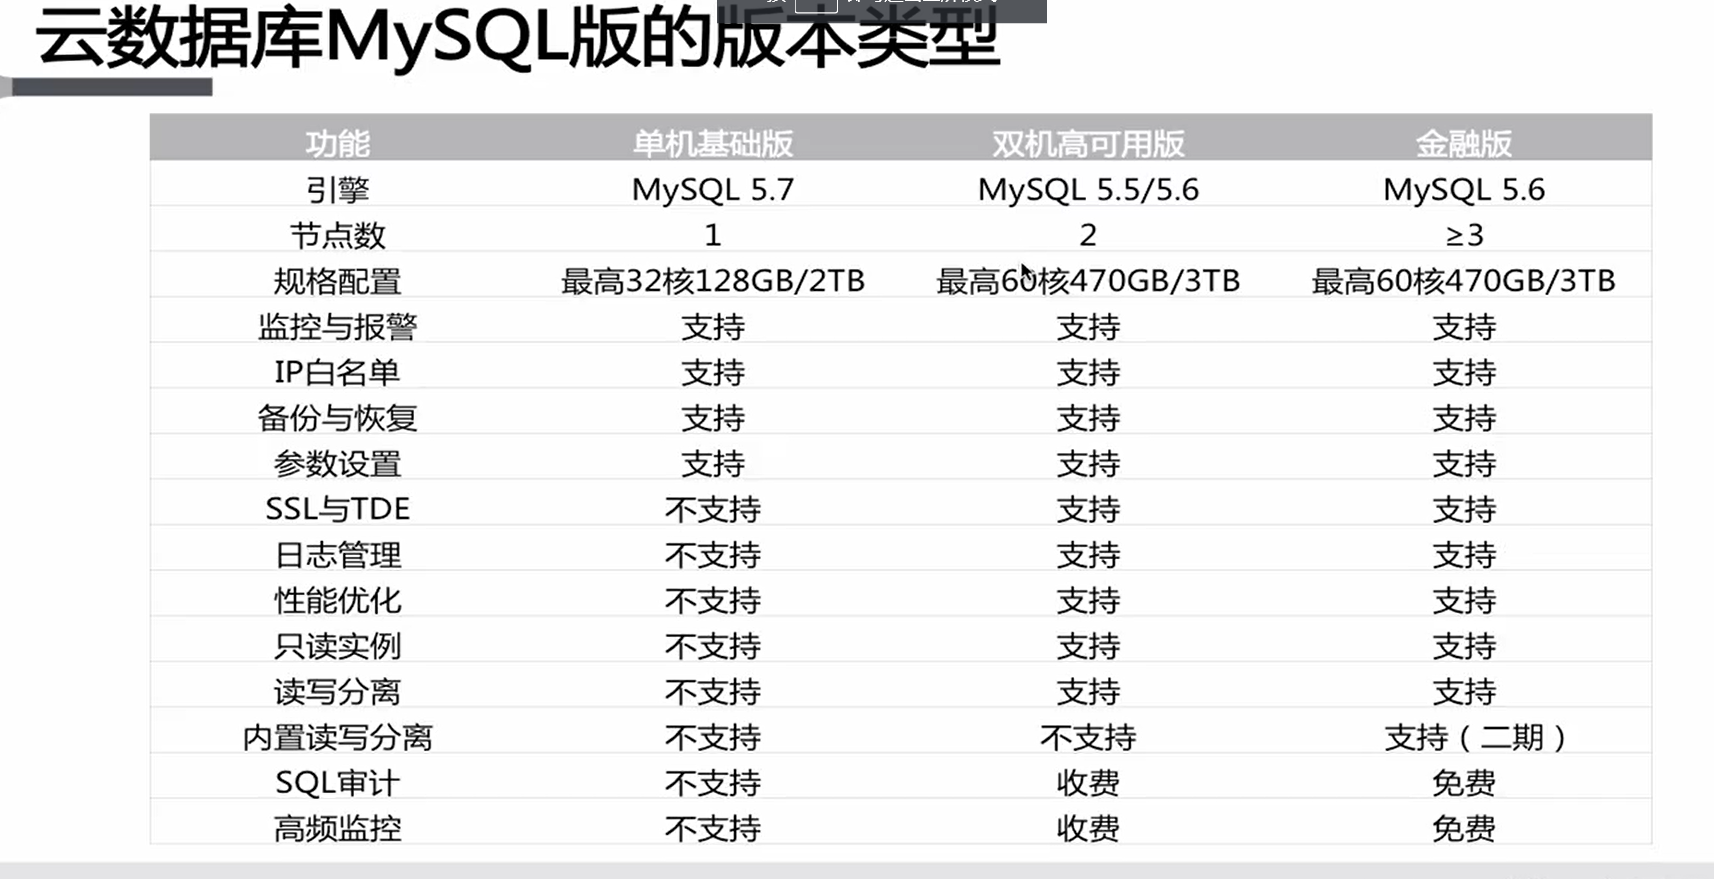 云数据库MySQL版的版本类型
功能 单机基础版 双机高可用版 金融版
引擎 MySQL 5.7 MySQL 5.5/5.6 MySQL 5.6
节点数 1 2 ≥3
规格配置 最高32核128GB/2TB 最高60核470GB/3TB 最高60核470GB/3TB
监控与报警 支持 支持 支持
IP白名单 支持 支持 支持
备份与恢复 支持 支持 支持
参数设置 支持 支持 支持
SSL与TDE 不支持 支持 支持
日志管理 不支持 支持 支持
性能优化 不支持 支持 支持
只读实例 不支持 支持 支持
读写分离 不支持 支持 支持
内置读写分离 不支持 不支持 支持（二期）
SQL审计 不支持 收费 免费
高频监控 不支持 收费 免费